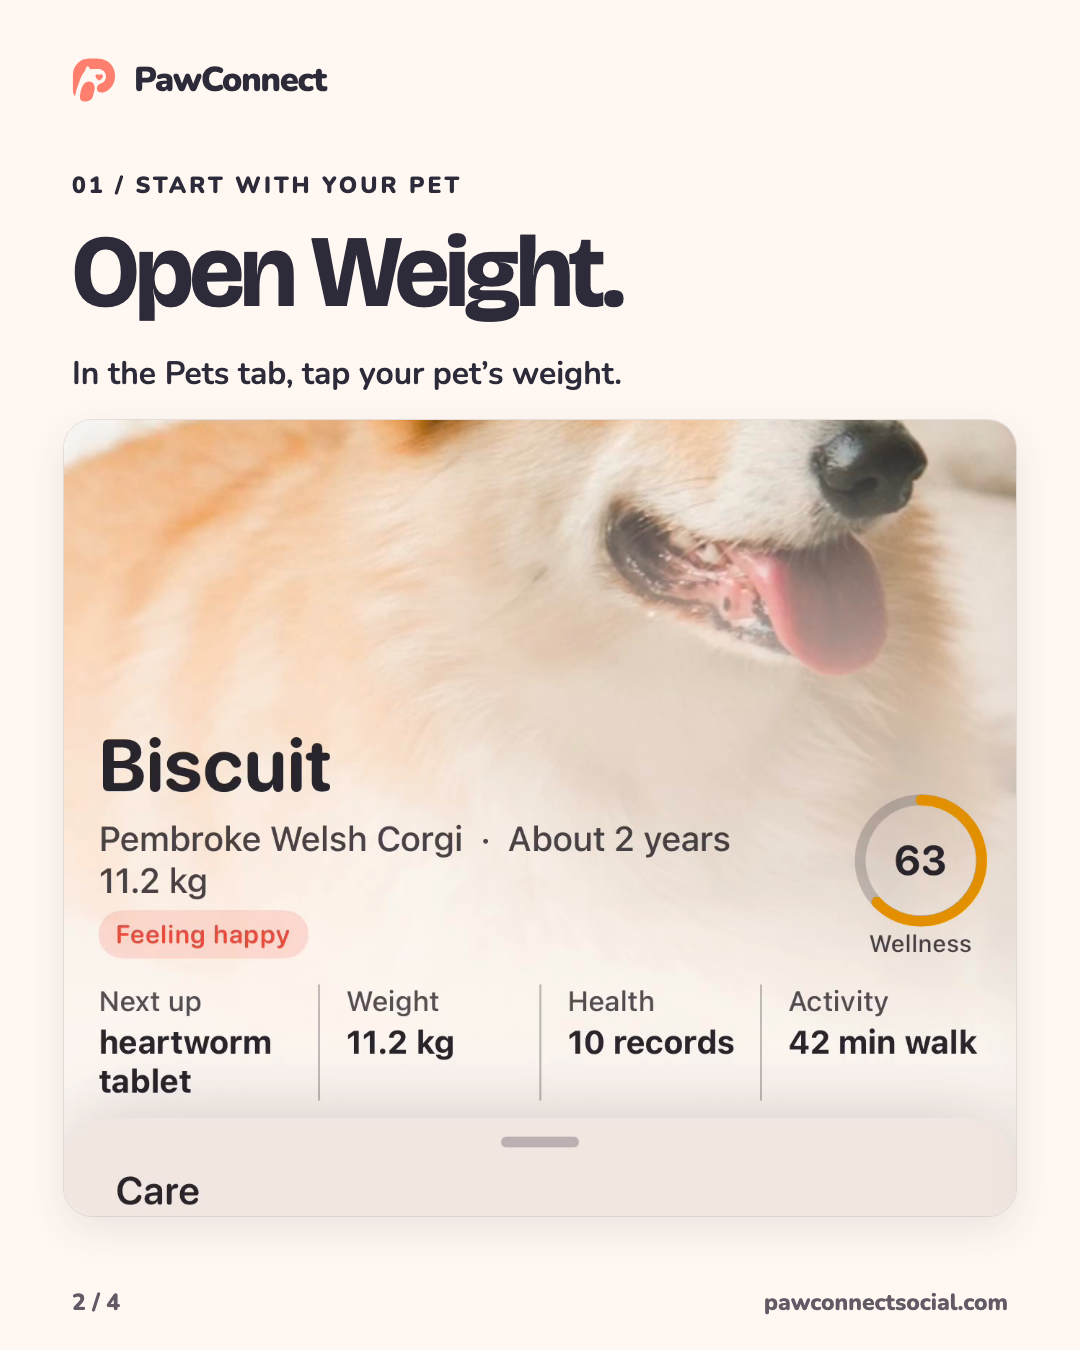 PawConnect
01 / START WITH YOUR PET
Open Weight.
In the Pets tab, tap your pet’s weight.
Biscuit
Pembroke Welsh Corgi · About 2 years
11.2 kg
63
Feeling happy
Wellness
Next up
heartworm
tablet
Weight
11.2 kg
Health
10 records
Activity
42 min walk
Care
2 / 4
pawconnectsocial.com